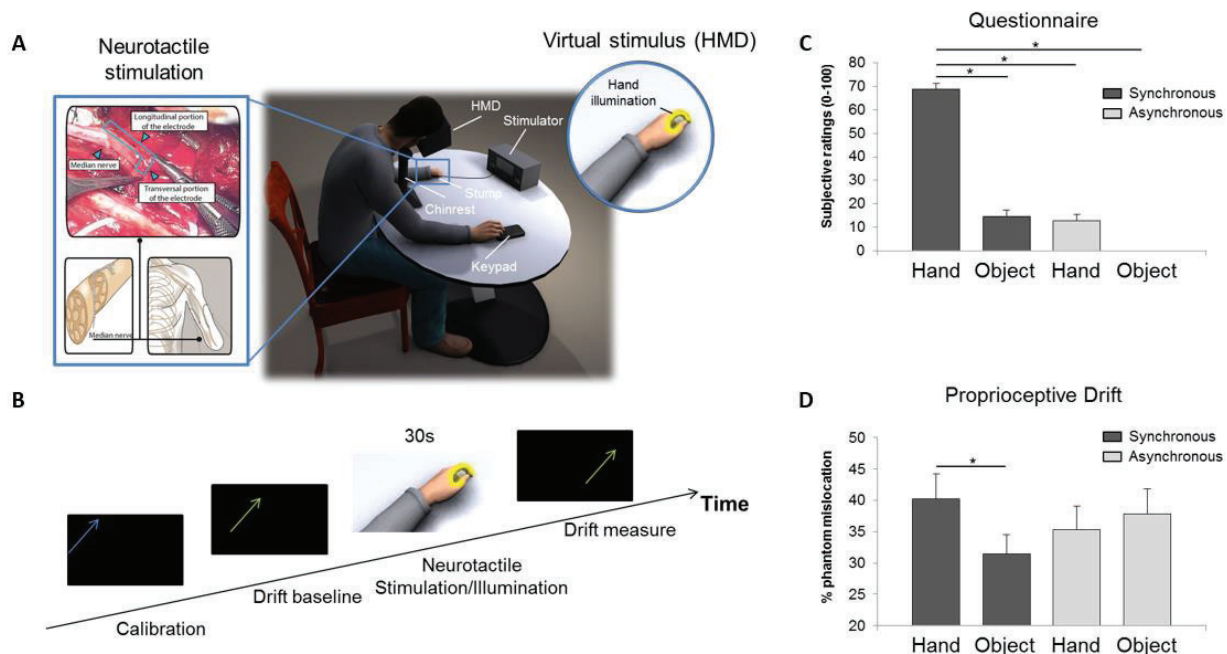 A
Neurotactile
stimulation
Longitudinal portion
of the electrode
Median nerve
Transversal portion
of the electrode
Median nerve
Virtual stimulus (HMD)
Hand
illumination
HMD
Stimulator
Stump
Chinrest
Keypad
B
30s
Time
Drift measure
Neurotactile
Stimulation/Illumination
Drift baseline
Calibration
C
Questionnaire
Subjective ratings (0-100)
80
70
60
50
40
30
20
10
0
*
*
*
Synchronous
Asynchronous
Hand Object Hand Object
D
Proprioceptive Drift
% phantom mislocation
50
45
40
35
30
25
20
*
Synchronous
Asynchronous
Hand Object Hand Object